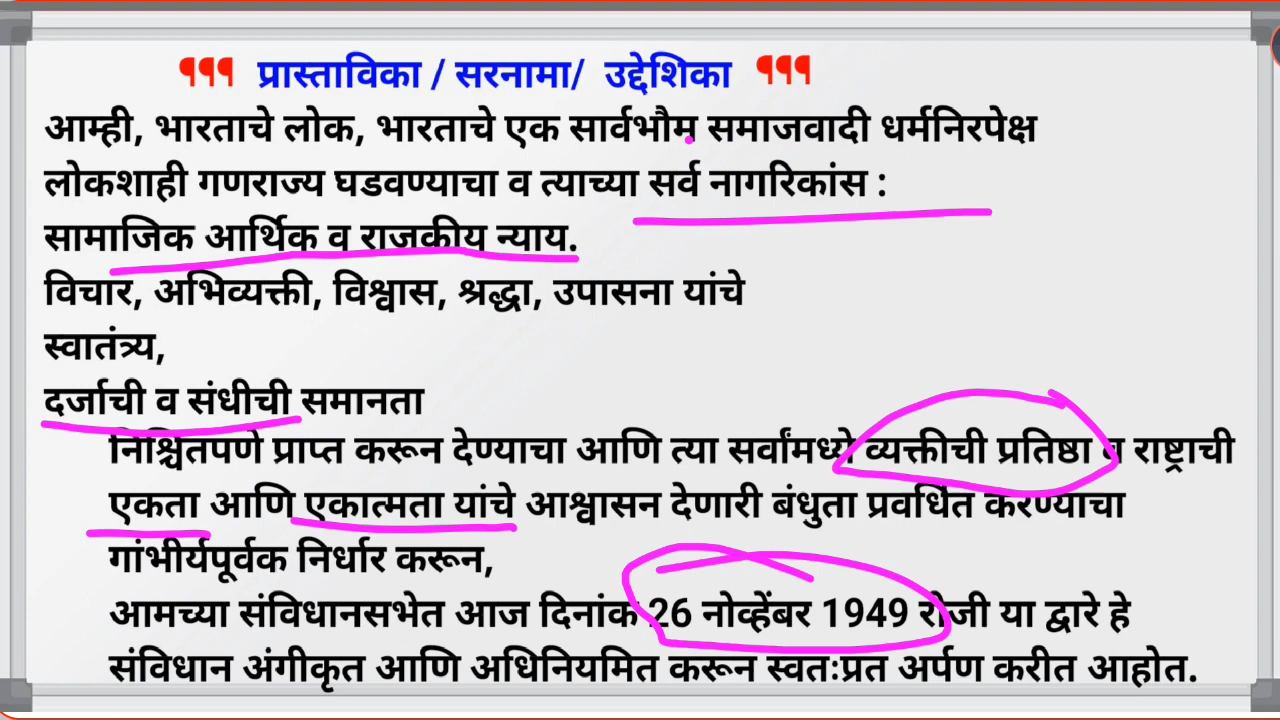 ¶¶¶ प्रास्ताविका / सरनामा/ उद्देशिका ¶¶¶
आम्ही, भारताचे लोक, भारताचे एक सार्वभौम समाजवादी धर्मनिरपेक्ष
लोकशाही गणराज्य घडवण्याचा व त्याच्या सर्व नागरिकांस :
सामाजिक आर्थिक व राजकीय न्याय.
विचार, अभिव्यक्ती, विश्वास, श्रद्धा, उपासना यांचे
स्वातंत्र्य,
दर्जाची व संधीची समानता
निश्चितपणे प्राप्त करून देण्याचा आणि त्या सर्वांमध्ये व्यक्तीची प्रतिष्ठा व राष्ट्राची
एकता आणि एकात्मता यांचे आश्वासन देणारी बंधुता प्रवर्धित करण्याचा
गांभीर्यपूर्वक निर्धार करून,
आमच्या संविधानसभेत आज दिनांक 26 नोव्हेंबर 1949 रोजी या द्वारे हे
संविधान अंगीकृत आणि अधिनियमित करून स्वतःप्रत अर्पण करीत आहोत.